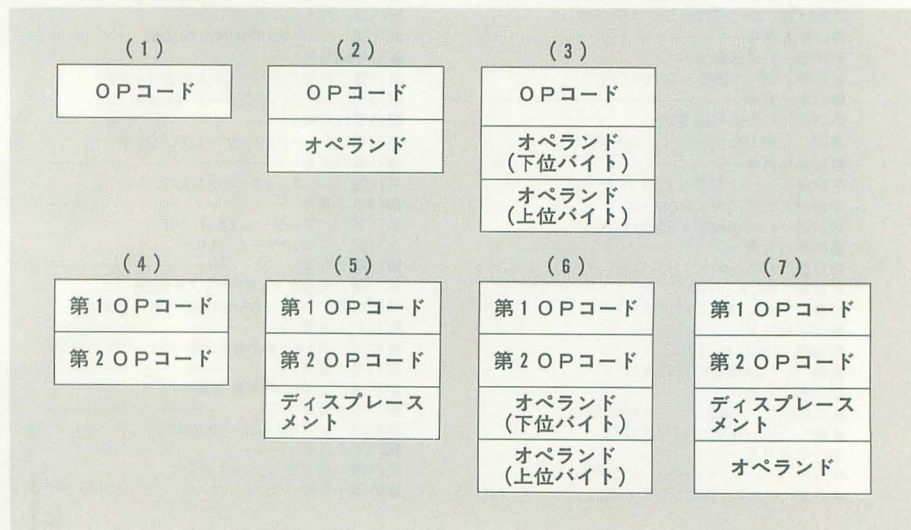 (1)
OPコード
(2)
OPコード
オペランド
(3)
OPコード
オペランド
(下位バイト)
オペランド
(上位バイト)
(4)
第1OPコード
第2OPコード
(5)
第1OPコード
第2OPコード
ディスプレース
メント
(6)
第1OPコード
第2OPコード
オペランド
(下位バイト)
オペランド
(上位バイト)
(7)
第1OPコード
第2OPコード
ディスプレース
メント
オペランド